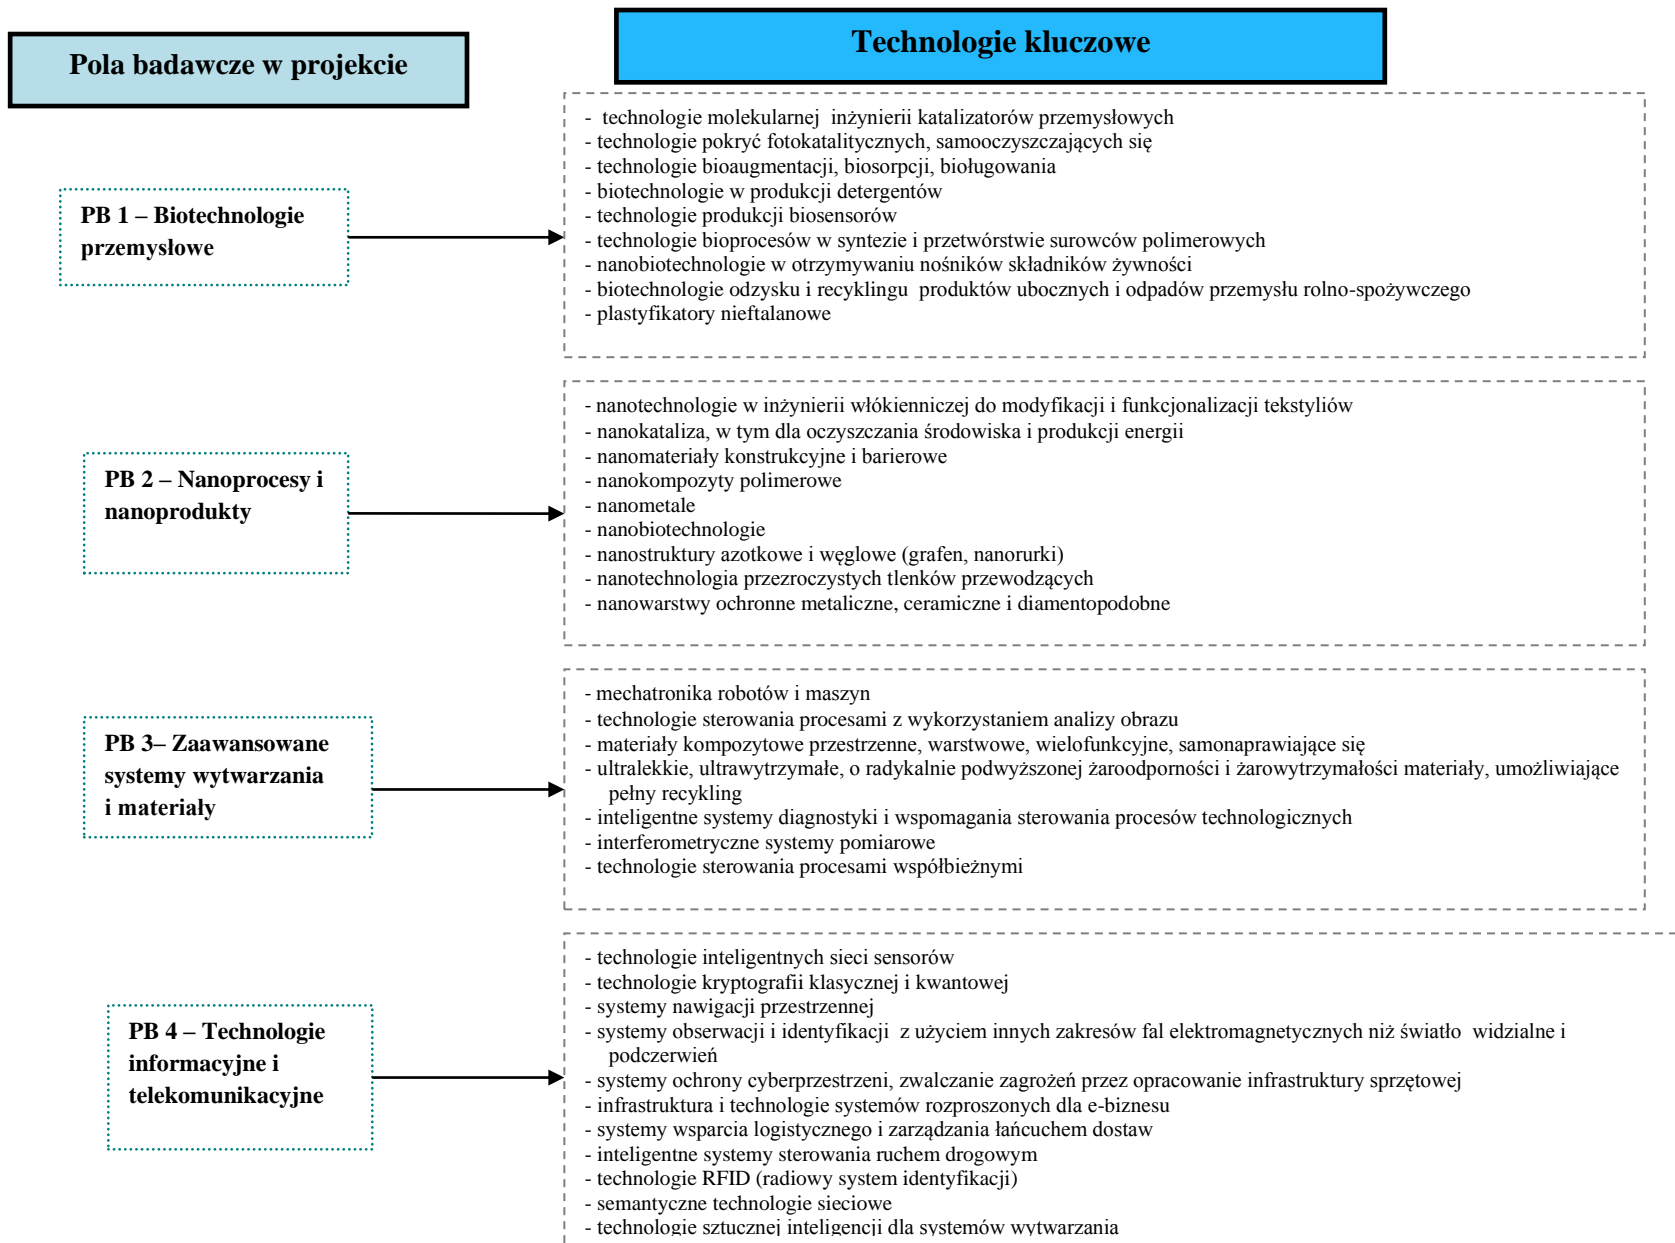 Pola badawcze w projekcie
Technologie kluczowe
PB 1 – Biotechnologie
przemysłowe
- technologie molekularnej inżynierii katalizatorów przemysłowych
- technologie pokryć fotokatalitycznych, samooczyszczających się
- technologie bioaugmentacji, biosorpcji, bioługowania
- biotechnologie w produkcji detergentów
- technologie produkcji biosensorów
- technologie bioprocesów w syntezie i przetwórstwie surowców polimerowych
- nanobiotechnologie w otrzymywaniu nośników składników żywności
- biotechnologie odzysku i recyklingu produktów ubocznych i odpadów przemysłu rolno-spożywczego
- plastyfikatory nieftalanowe
PB 2 – Nanoprocesy i
nanoprodukty
- nanotechnologie w inżynierii włókienniczej do modyfikacji i funkcjonalizacji tekstyliów
- nanokataliza, w tym dla oczyszczania środowiska i produkcji energii
- nanomateriały konstrukcyjne i barierowe
- nanokompozyty polimerowe
- nanometale
- nanobiotechnologie
- nanostruktury azotkowe i węglowe (grafen, nanorurki)
- nanotechnologia przezroczystych tlenków przewodzących
- nanowarstwy ochronne metaliczne, ceramiczne i diamentopodobne
PB 3– Zaawansowane
systemy wytwarzania
i materiały
- mechatronika robotów i maszyn
- technologie sterowania procesami z wykorzystaniem analizy obrazu
- materiały kompozytowe przestrzenne, warstwowe, wielofunkcyjne, samonaprawiające się
- ultralekkie, ultrawytrzymałe, o radykalnie podwyższonej żaroodporności i żarowytrzymałości materiały, umożliwiające
pełny recykling
- inteligentne systemy diagnostyki i wspomagania sterowania procesów technologicznych
- interferometryczne systemy pomiarowe
- technologie sterowania procesami współbieżnymi
PB 4 – Technologie
informacyjne i
telekomunikacyjne
- technologie inteligentnych sieci sensorów
- technologie kryptografii klasycznej i kwantowej
- systemy nawigacji przestrzennej
- systemy obserwacji i identyfikacji z użyciem innych zakresów fal elektromagnetycznych niż światło widzialne i
podczerwień
- systemy ochrony cyberprzestrzeni, zwalczanie zagrożeń przez opracowanie infrastruktury sprzętowej
- infrastruktura i technologie systemów rozproszonych dla e-biznesu
- systemy wsparcia logistycznego i zarządzania łańcuchem dostaw
- inteligentne systemy sterowania ruchem drogowym
- technologie RFID (radiowy system identyfikacji)
- semantyczne technologie sieciowe
- technologie sztucznej inteligencji dla systemów wytwarzania